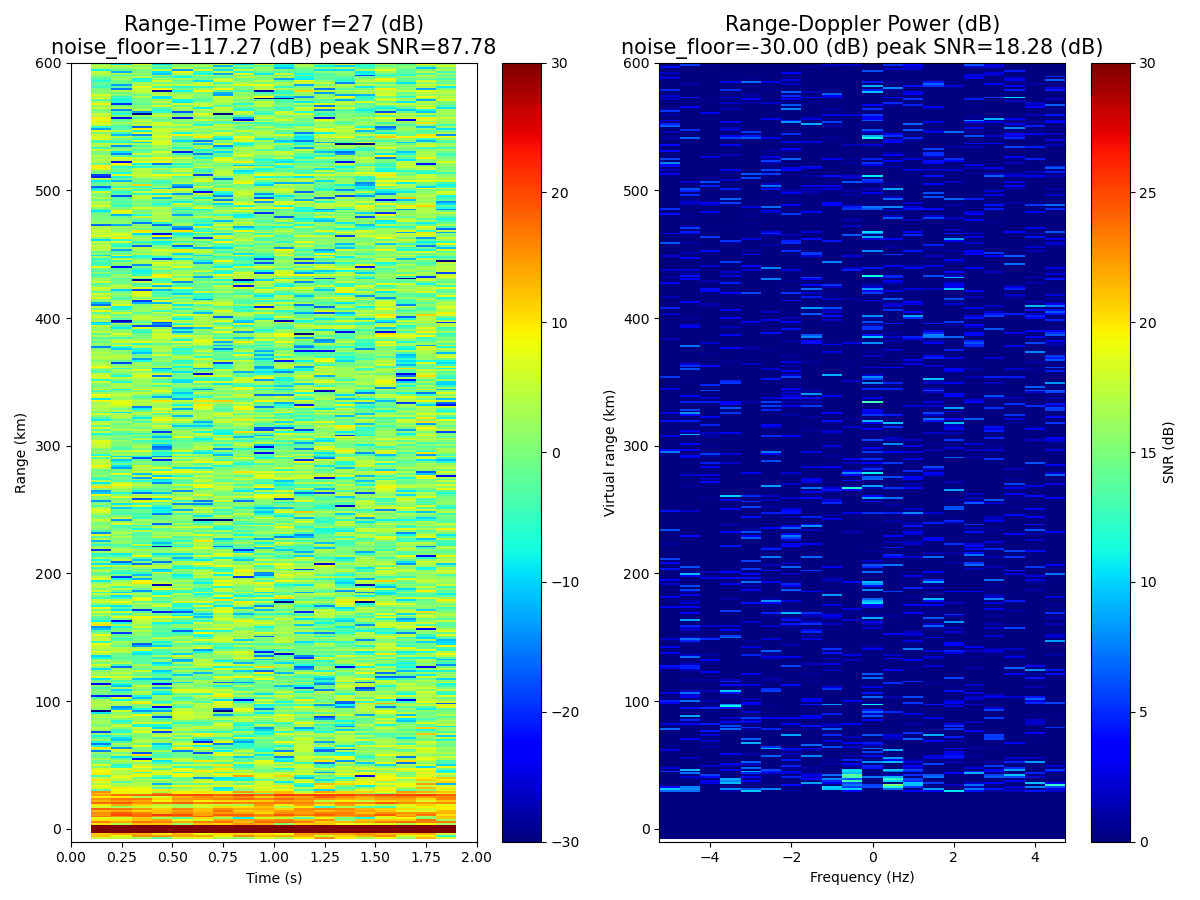 Range-Time Power f=27 (dB)
noise_floor=-117.27 (dB) peak SNR=87.78
600
500
400
300
200
100
0
Range (km)
0.00 0.25 0.50 0.75 1.00 1.25 1.50 1.75 2.00
Time (s)
30
20
10
0
−10
−20
−30
Range-Doppler Power (dB)
noise_floor=-30.00 (dB) peak SNR=18.28 (dB)
600
500
400
300
200
100
0
Virtual range (km)
−4 −2 0 2 4
Frequency (Hz)
30
25
20
15
10
5
0
SNR (dB)